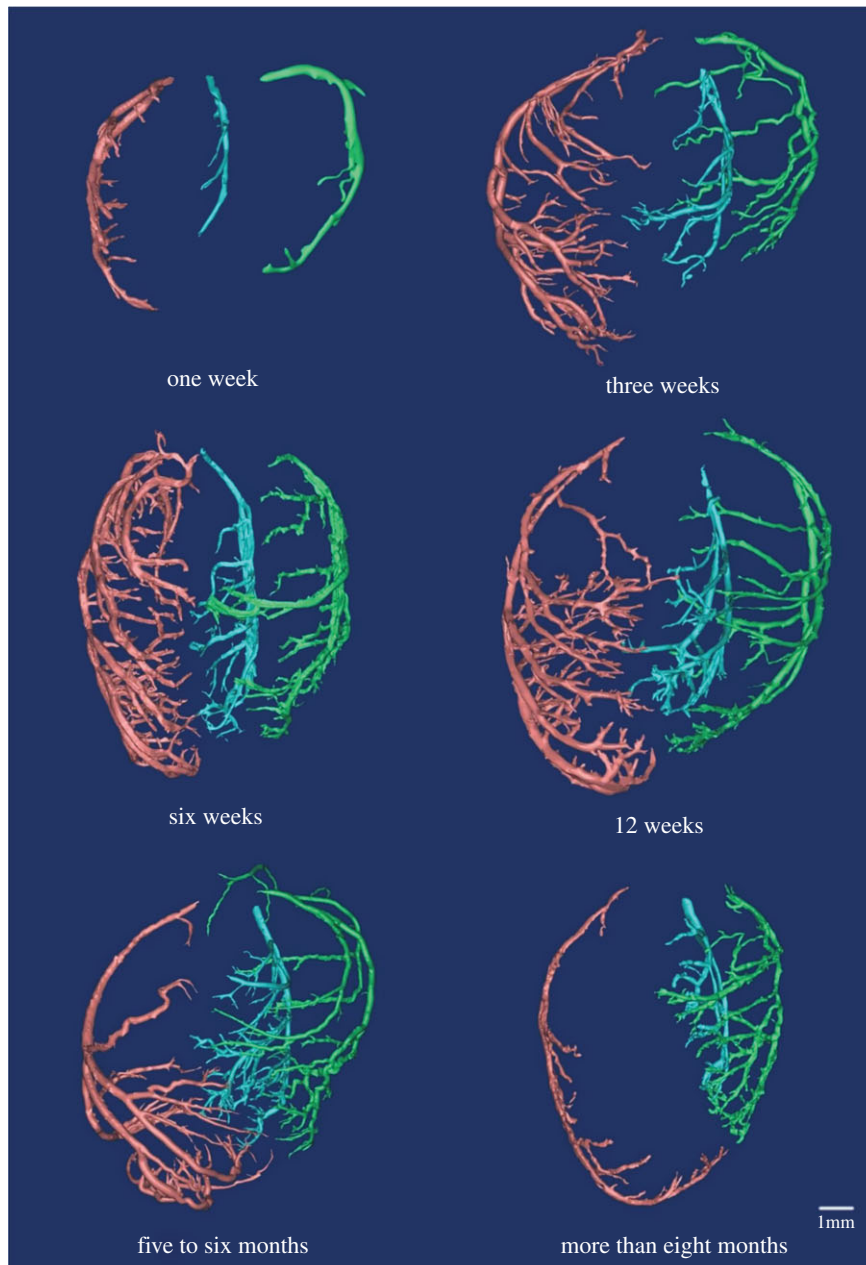 one week
three weeks
six weeks
12 weeks
five to six months
more than eight months
1mm